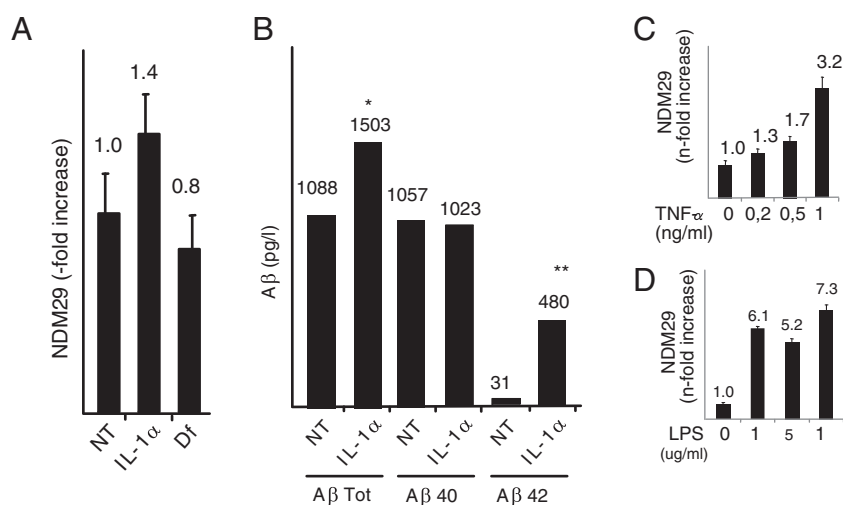 A
NDM29 (-fold increase)
1.0
1.4
0.8
NT
IL-1α
Df
B
Aβ (pg/l)
1088
*
1503
1057
1023
31
**
480
NT
IL-1α
NT
IL-1α
NT
IL-1α
Aβ Tot
Aβ 40
Aβ 42
C
NDM29
(n-fold increase)
1.0
1.3
1.7
3.2
TNF-α 0 0,2 0,5 1
(ng/ml)
D
NDM29
(n-fold increase)
1.0
6.1
5.2
7.3
LPS 0 1 5 1
(ug/ml)